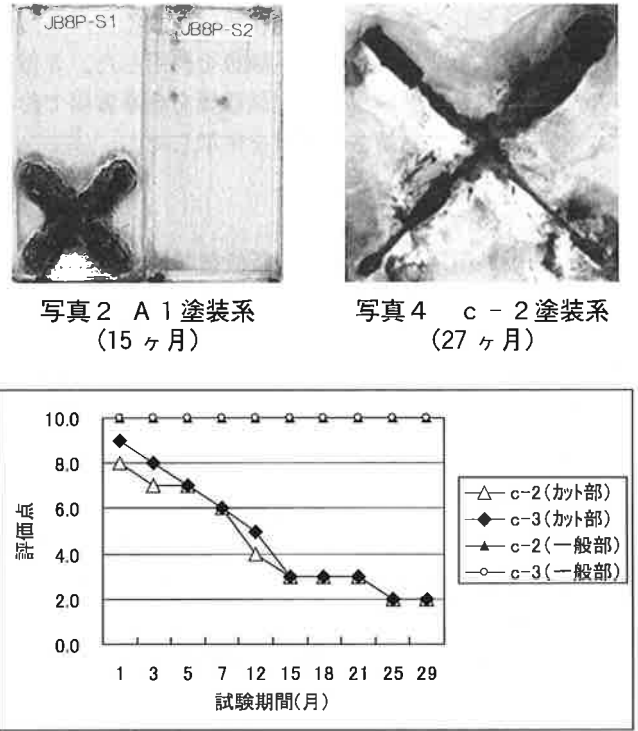 JB8P-S1
JB8P-S2
写真2 A1塗装系
(15ヶ月)
写真4 c-2塗装系
(27ヶ月)
10.0
8.0
6.0
4.0
2.0
0.0
評価点
1 3 5 7 12 15 18 21 25 29
試験期間(月)
c-2(カット部)
c-3(カット部)
c-2(一般部)
c-3(一般部)